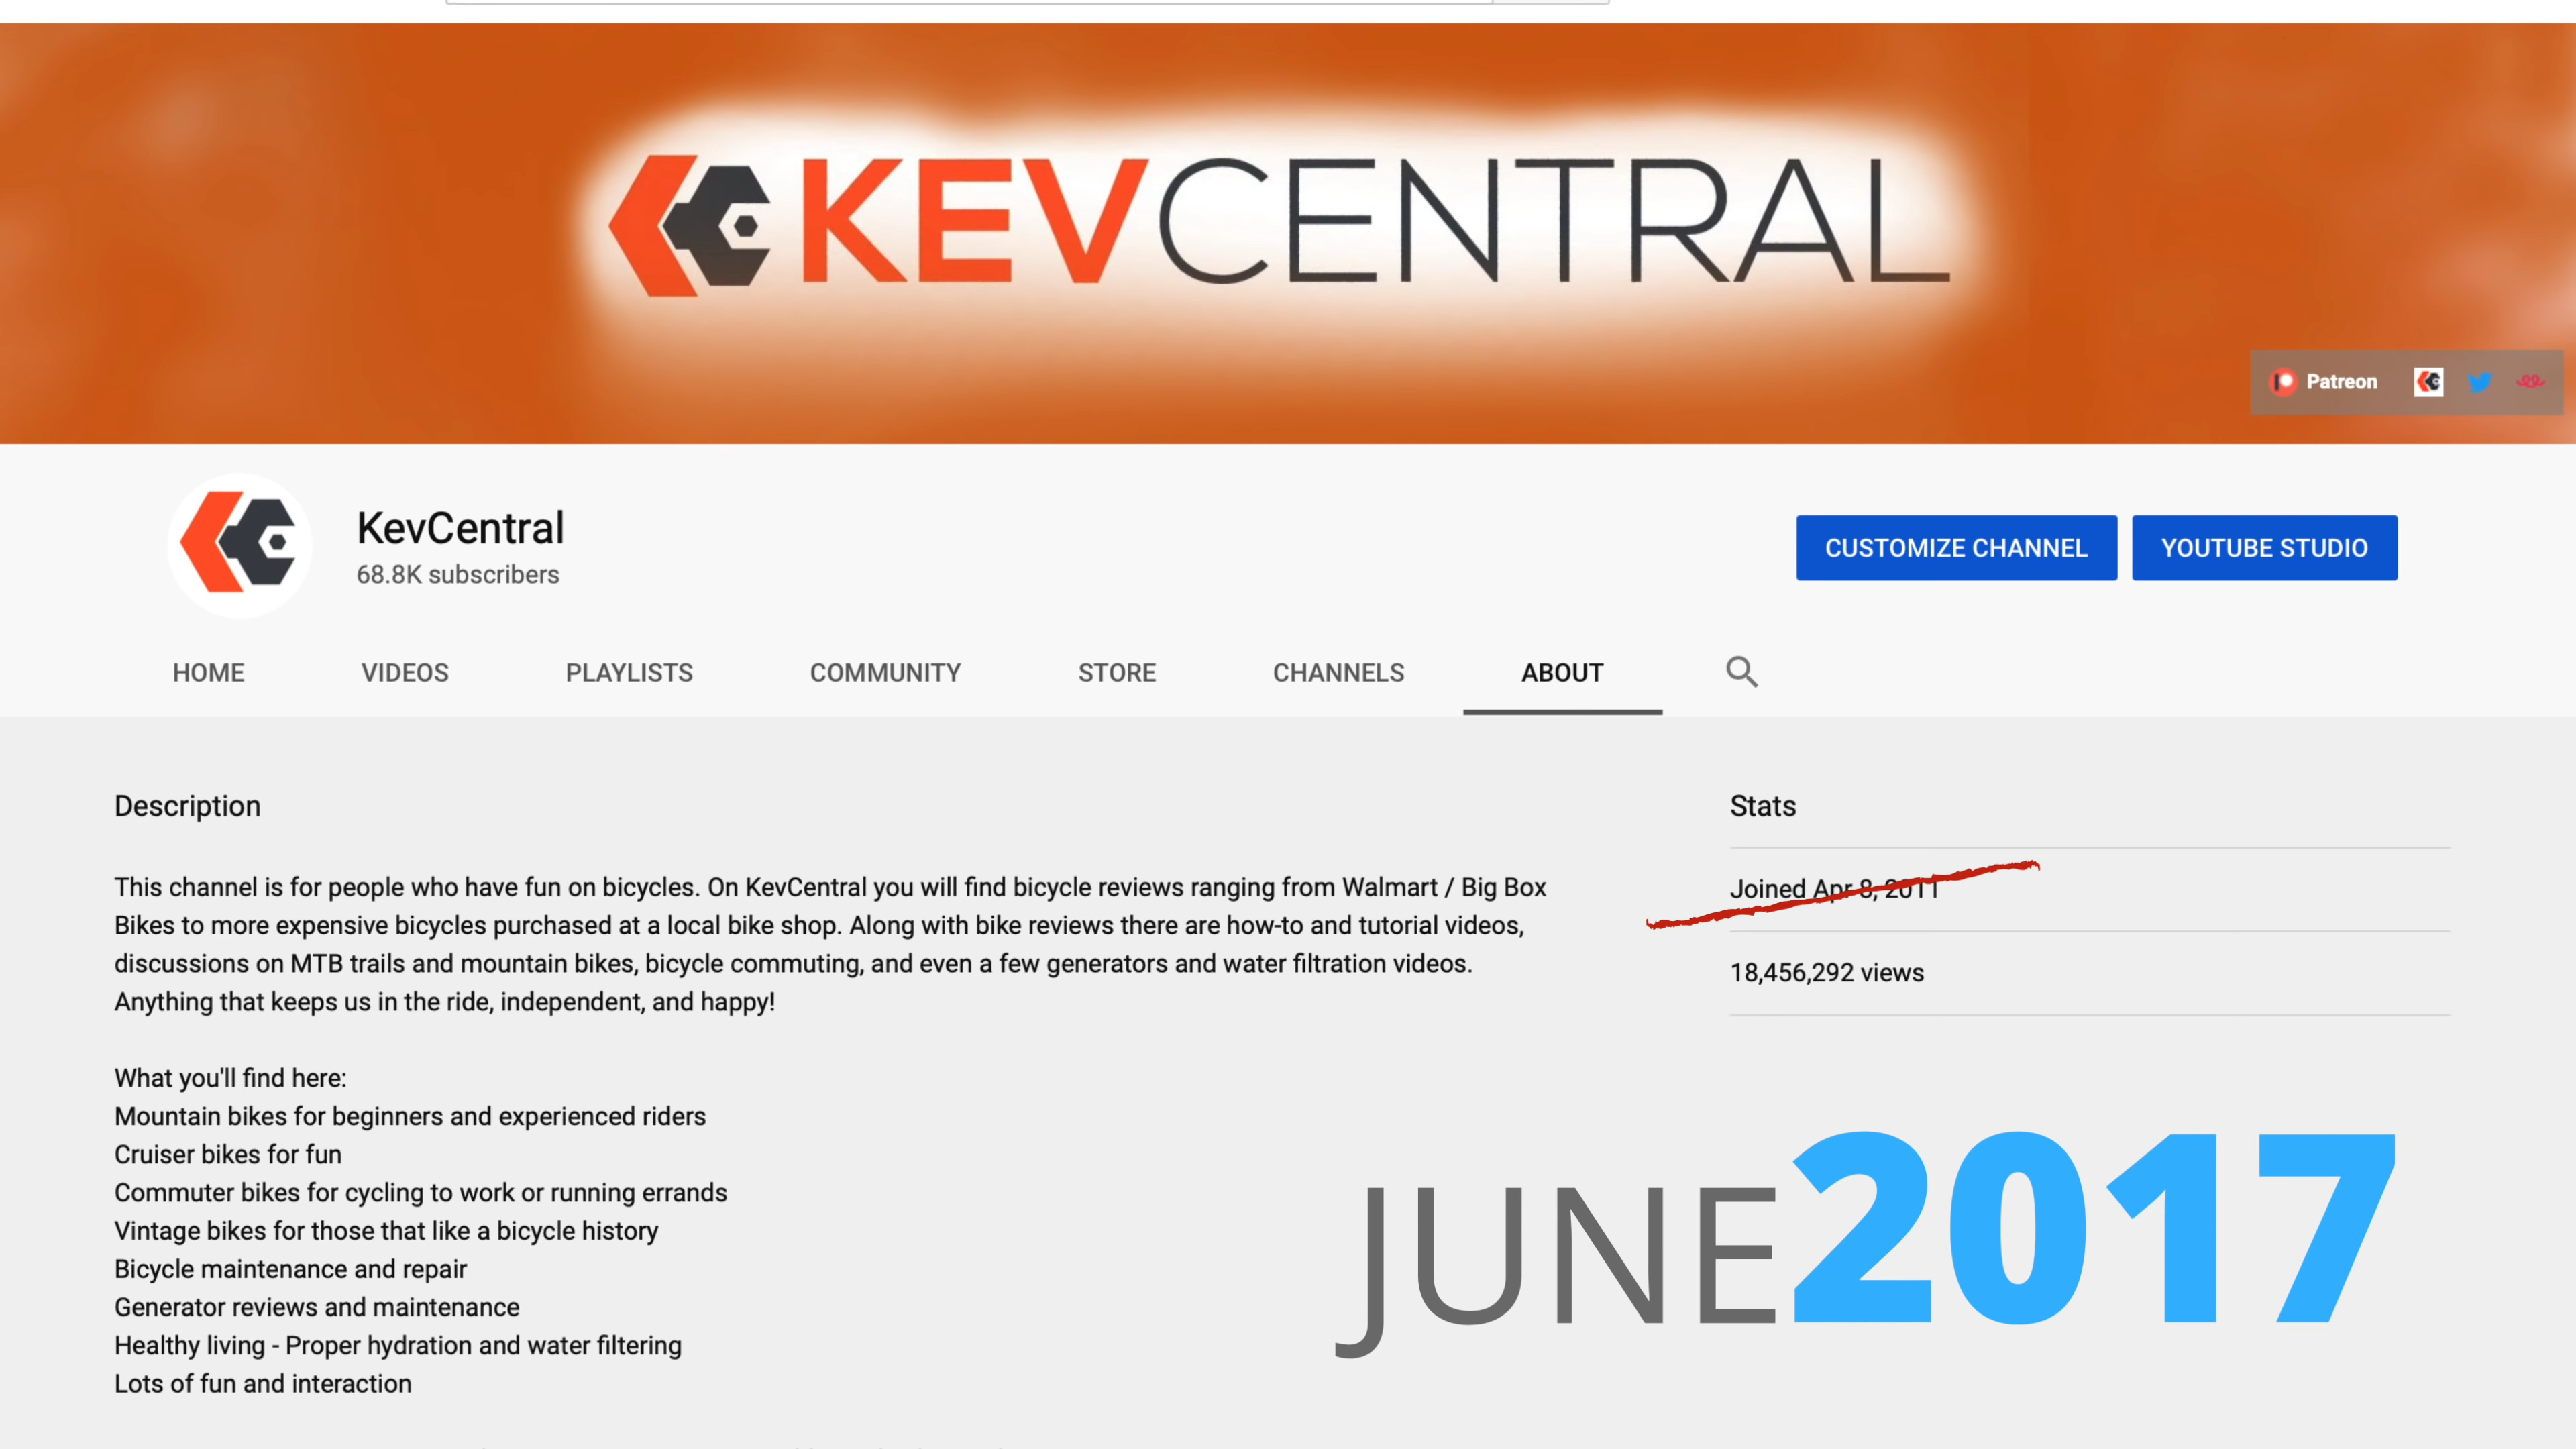 KEVCENTRAL
Patreon
KevCentral
68.8K subscribers
CUSTOMIZE CHANNEL
YOUTUBE STUDIO
HOME VIDEOS PLAYLISTS COMMUNITY STORE CHANNELS ABOUT
Description
This channel is for people who have fun on bicycles. On KevCentral you will find bicycle reviews ranging from Walmart / Big Box
Bikes to more expensive bicycles purchased at a local bike shop. Along with bike reviews there are how-to and tutorial videos,
discussions on MTB trails and mountain bikes, bicycle commuting, and even a few generators and water filtration videos.
Anything that keeps us in the ride, independent, and happy!
What you'll find here:
Mountain bikes for beginners and experienced riders
Cruiser bikes for fun
Commuter bikes for cycling to work or running errands
Vintage bikes for those that like a bicycle history
Bicycle maintenance and repair
Generator reviews and maintenance
Healthy living - Proper hydration and water filtering
Lots of fun and interaction
Stats
Joined Apr 8, 2011
18,456,292 views
JUNE2017